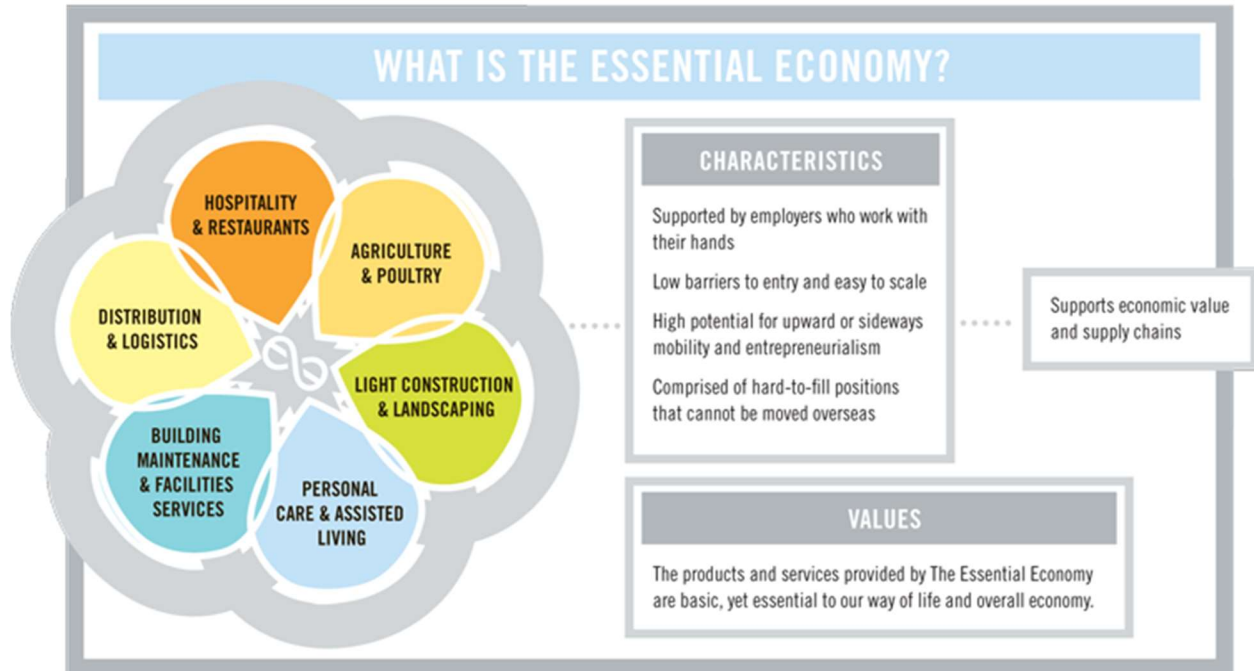 WHAT IS THE ESSENTIAL ECONOMY?
HOSPITALITY
& RESTAURANTS
AGRICULTURE
& POULTRY
LIGHT CONSTRUCTION
& LANDSCAPING
PERSONAL
CARE & ASSISTED
LIVING
BUILDING
MAINTENANCE
& FACILITIES
SERVICES
DISTRIBUTION
& LOGISTICS
CHARACTERISTICS
Supported by employers who work with
their hands
Low barriers to entry and easy to scale
High potential for upward or sideways
mobility and entrepreneurialism
Comprised of hard-to-fill positions
that cannot be moved overseas
Supports economic value
and supply chains
VALUES
The products and services provided by The Essential Economy
are basic, yet essential to our way of life and overall economy.